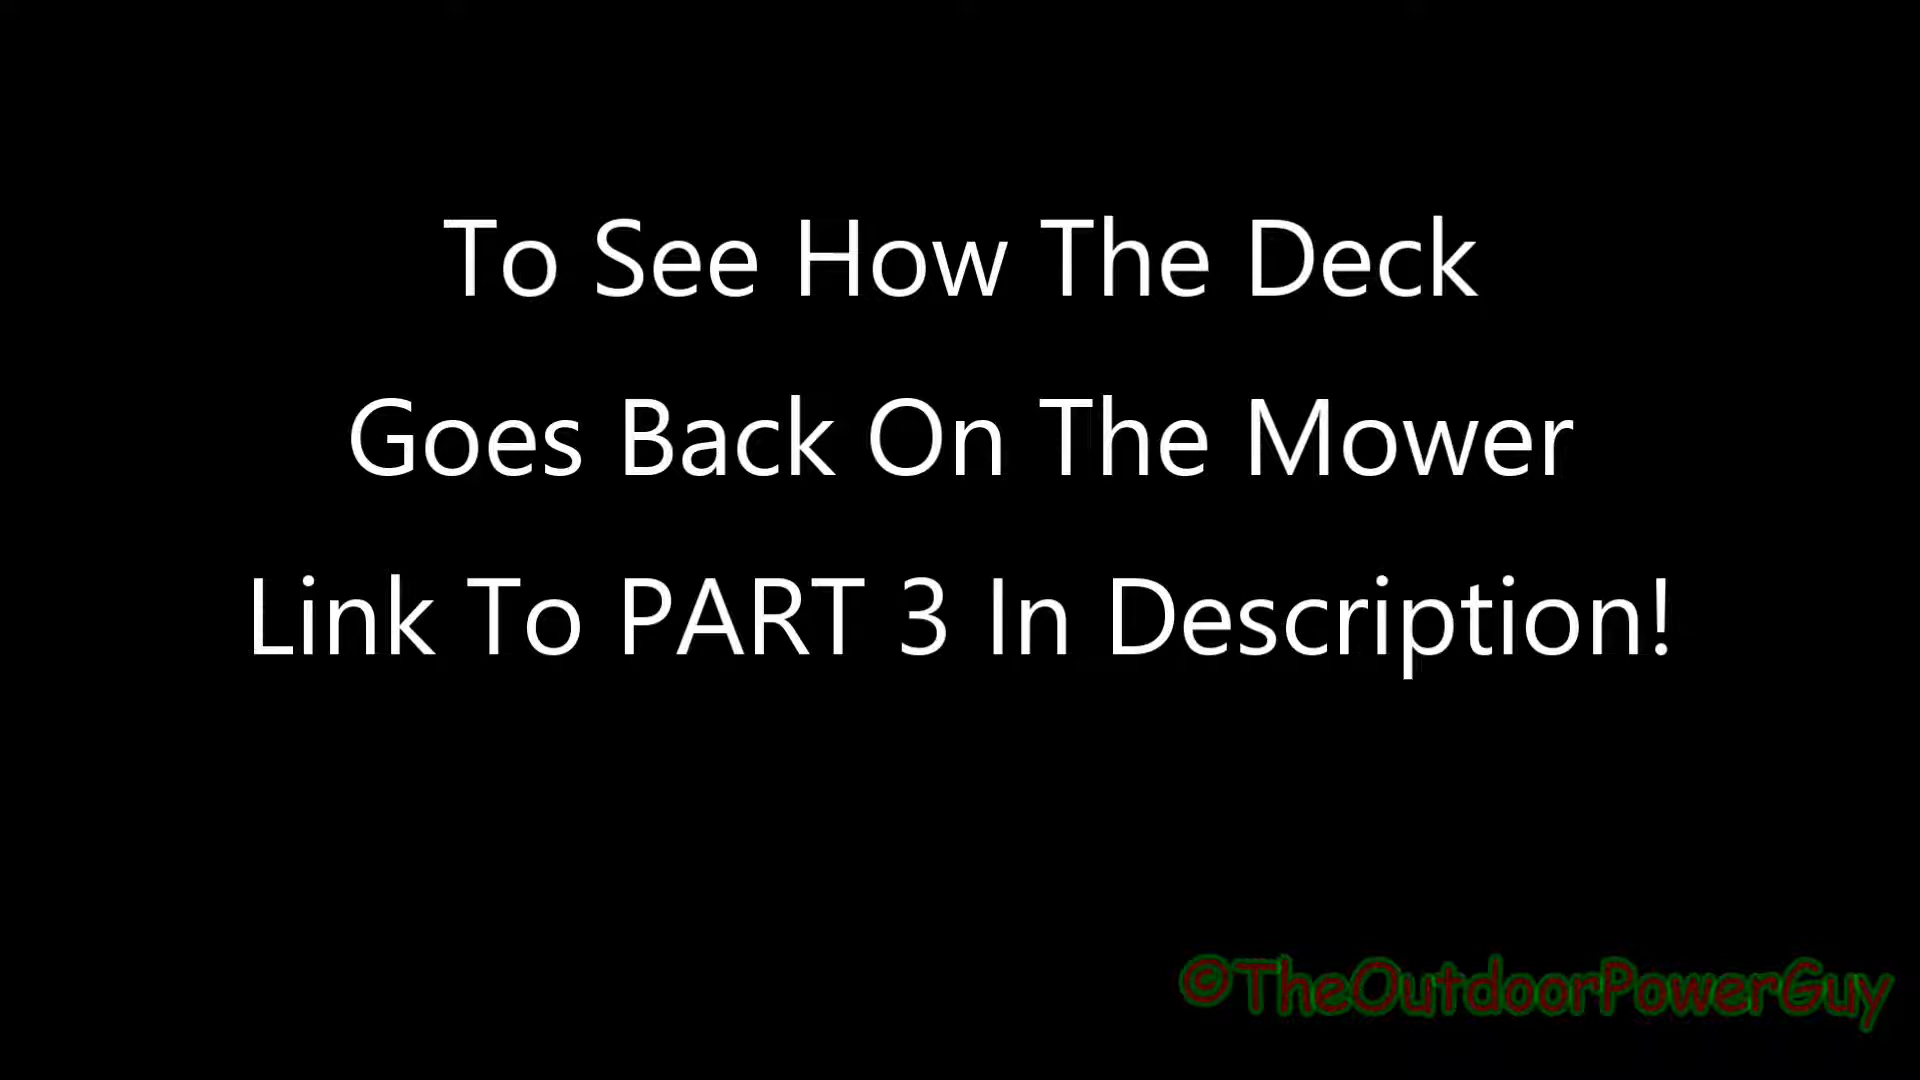 To See How The Deck
Goes Back On The Mower
Link To PART 3 In Description!
©TheOutdoorPowerGuy